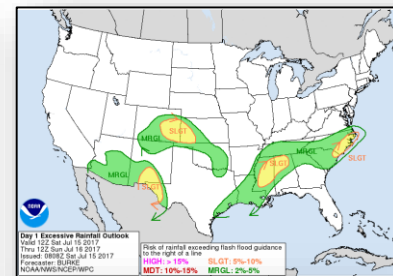 SLGT
MRGL
MRGL
SLGT
SLGT
MRGL
SLGT
NOAA
Day 1 Excessive Rainfall Outlook
Valid 12Z Sat Jul 15 2017
Thru 12Z Sun Jul 16 2017
Issued: 0808Z Sat Jul 15 2017
Forecaster: BURKE
NOAA/NWS/NCEP/WPC
Risk of rainfall exceeding flash flood guidance
to the right of a line
HIGH: > 15% SLGT: 5%-10%
MDT: 10%-15% MRGL: 2%-5%